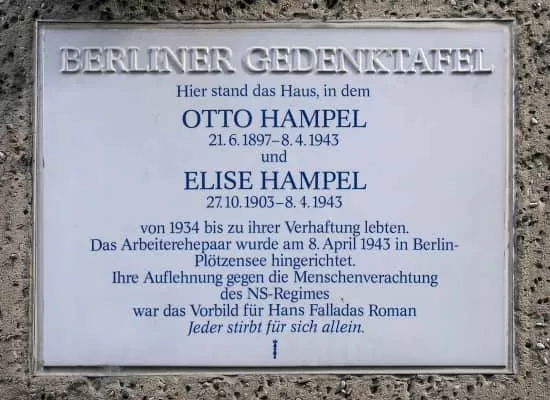 BERLINER GEDENKTAFEL
Hier stand das Haus, in dem
OTTO HAMPEL
21.6.1897–8.4.1943
und
ELISE HAMPEL
27.10.1903–8.4.1943
von 1934 bis zu ihrer Verhaftung lebten.
Das Arbeiterehepaar wurde am 8. April 1943 in Berlin-
Plötzensee hingerichtet.
Ihre Auflehnung gegen die Menschenverachtung
des NS-Regimes
war das Vorbild für Hans Falladas Roman
Jeder stirbt für sich allein.